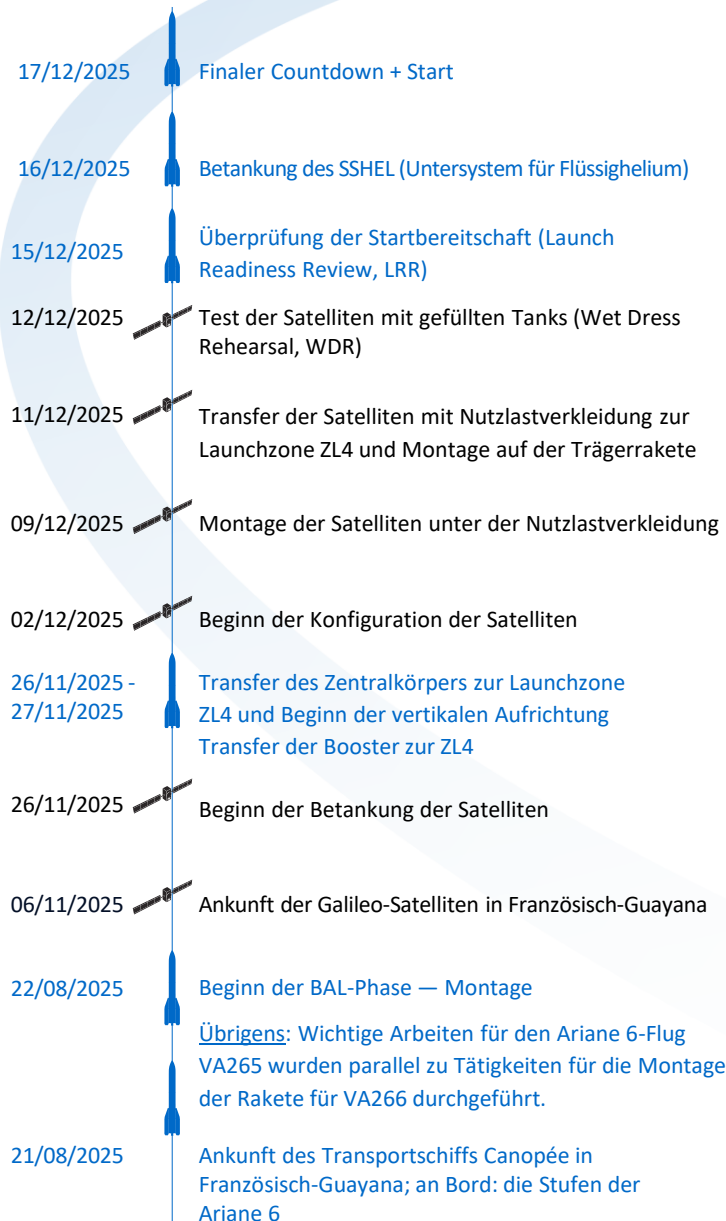 17/12/2025 Finaler Countdown + Start
16/12/2025 Betankung des SSHEL (Untersystem für Flüssighelium)
15/12/2025 Überprüfung der Startbereitschaft (Launch
Readiness Review, LRR)
12/12/2025 Test der Satelliten mit gefüllten Tanks (Wet Dress
Rehearsal, WDR)
11/12/2025 Transfer der Satelliten mit Nutzlastverkleidung zur
Launchzone ZL4 und Montage auf der Trägerrakete
09/12/2025 Montage der Satelliten unter der Nutzlastverkleidung
02/12/2025 Beginn der Konfiguration der Satelliten
26/11/2025 -
27/11/2025
Transfer des Zentralkörpers zur Launchzone
ZL4 und Beginn der vertikalen Aufrichtung
Transfer der Booster zur ZL4
26/11/2025 Beginn der Betankung der Satelliten
06/11/2025 Ankunft der Galileo-Satelliten in Französisch-Guayana
22/08/2025 Beginn der BAL-Phase — Montage
Übrigens: Wichtige Arbeiten für den Ariane 6-Flug
VA265 wurden parallel zu Tätigkeiten für die Montage
der Rakete für VA266 durchgeführt.
21/08/2025 Ankunft des Transportschiffs Canopée in
Französisch-Guayana; an Bord: die Stufen der
Ariane 6